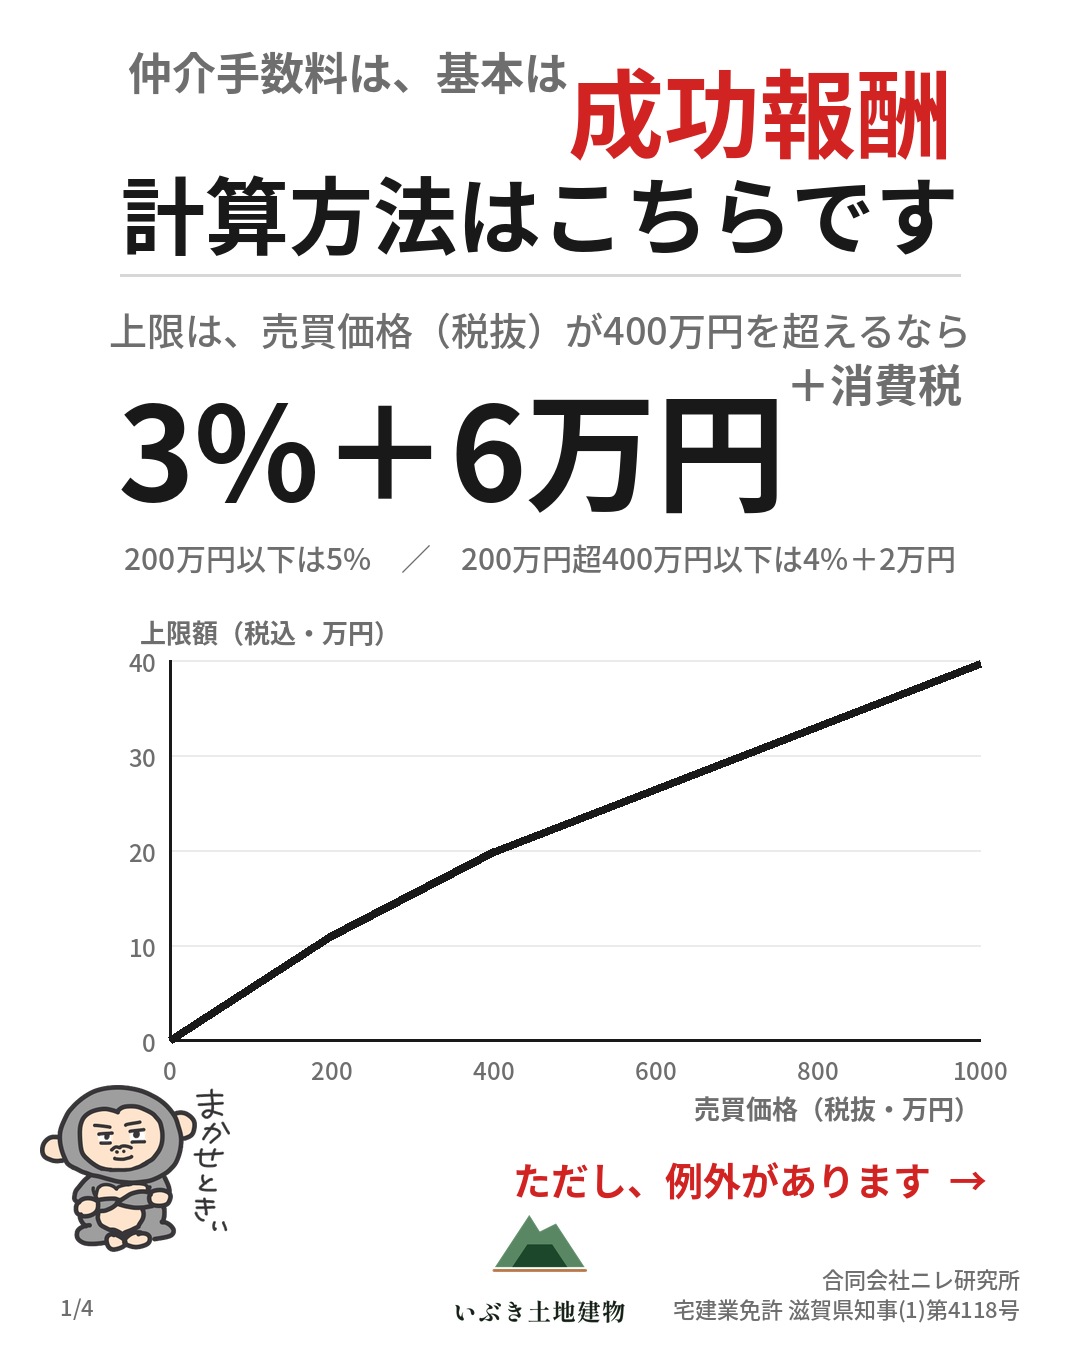 仲介手数料は、基本は成功報酬
計算方法はこちらです
上限は、売買価格（税抜）が400万円を超えるなら
3%＋6万円＋消費税
200万円以下は5%　／　200万円超400万円以下は4%＋2万円
上限額（税込・万円）
40
30
20
10
0
0 200 400 600 800 1000
売買価格（税抜・万円）
まかせときぃ
ただし、例外があります →
いぶき土地建物
合同会社ニレ研究所
宅建業免許 滋賀県知事(1)第4118号
1/4